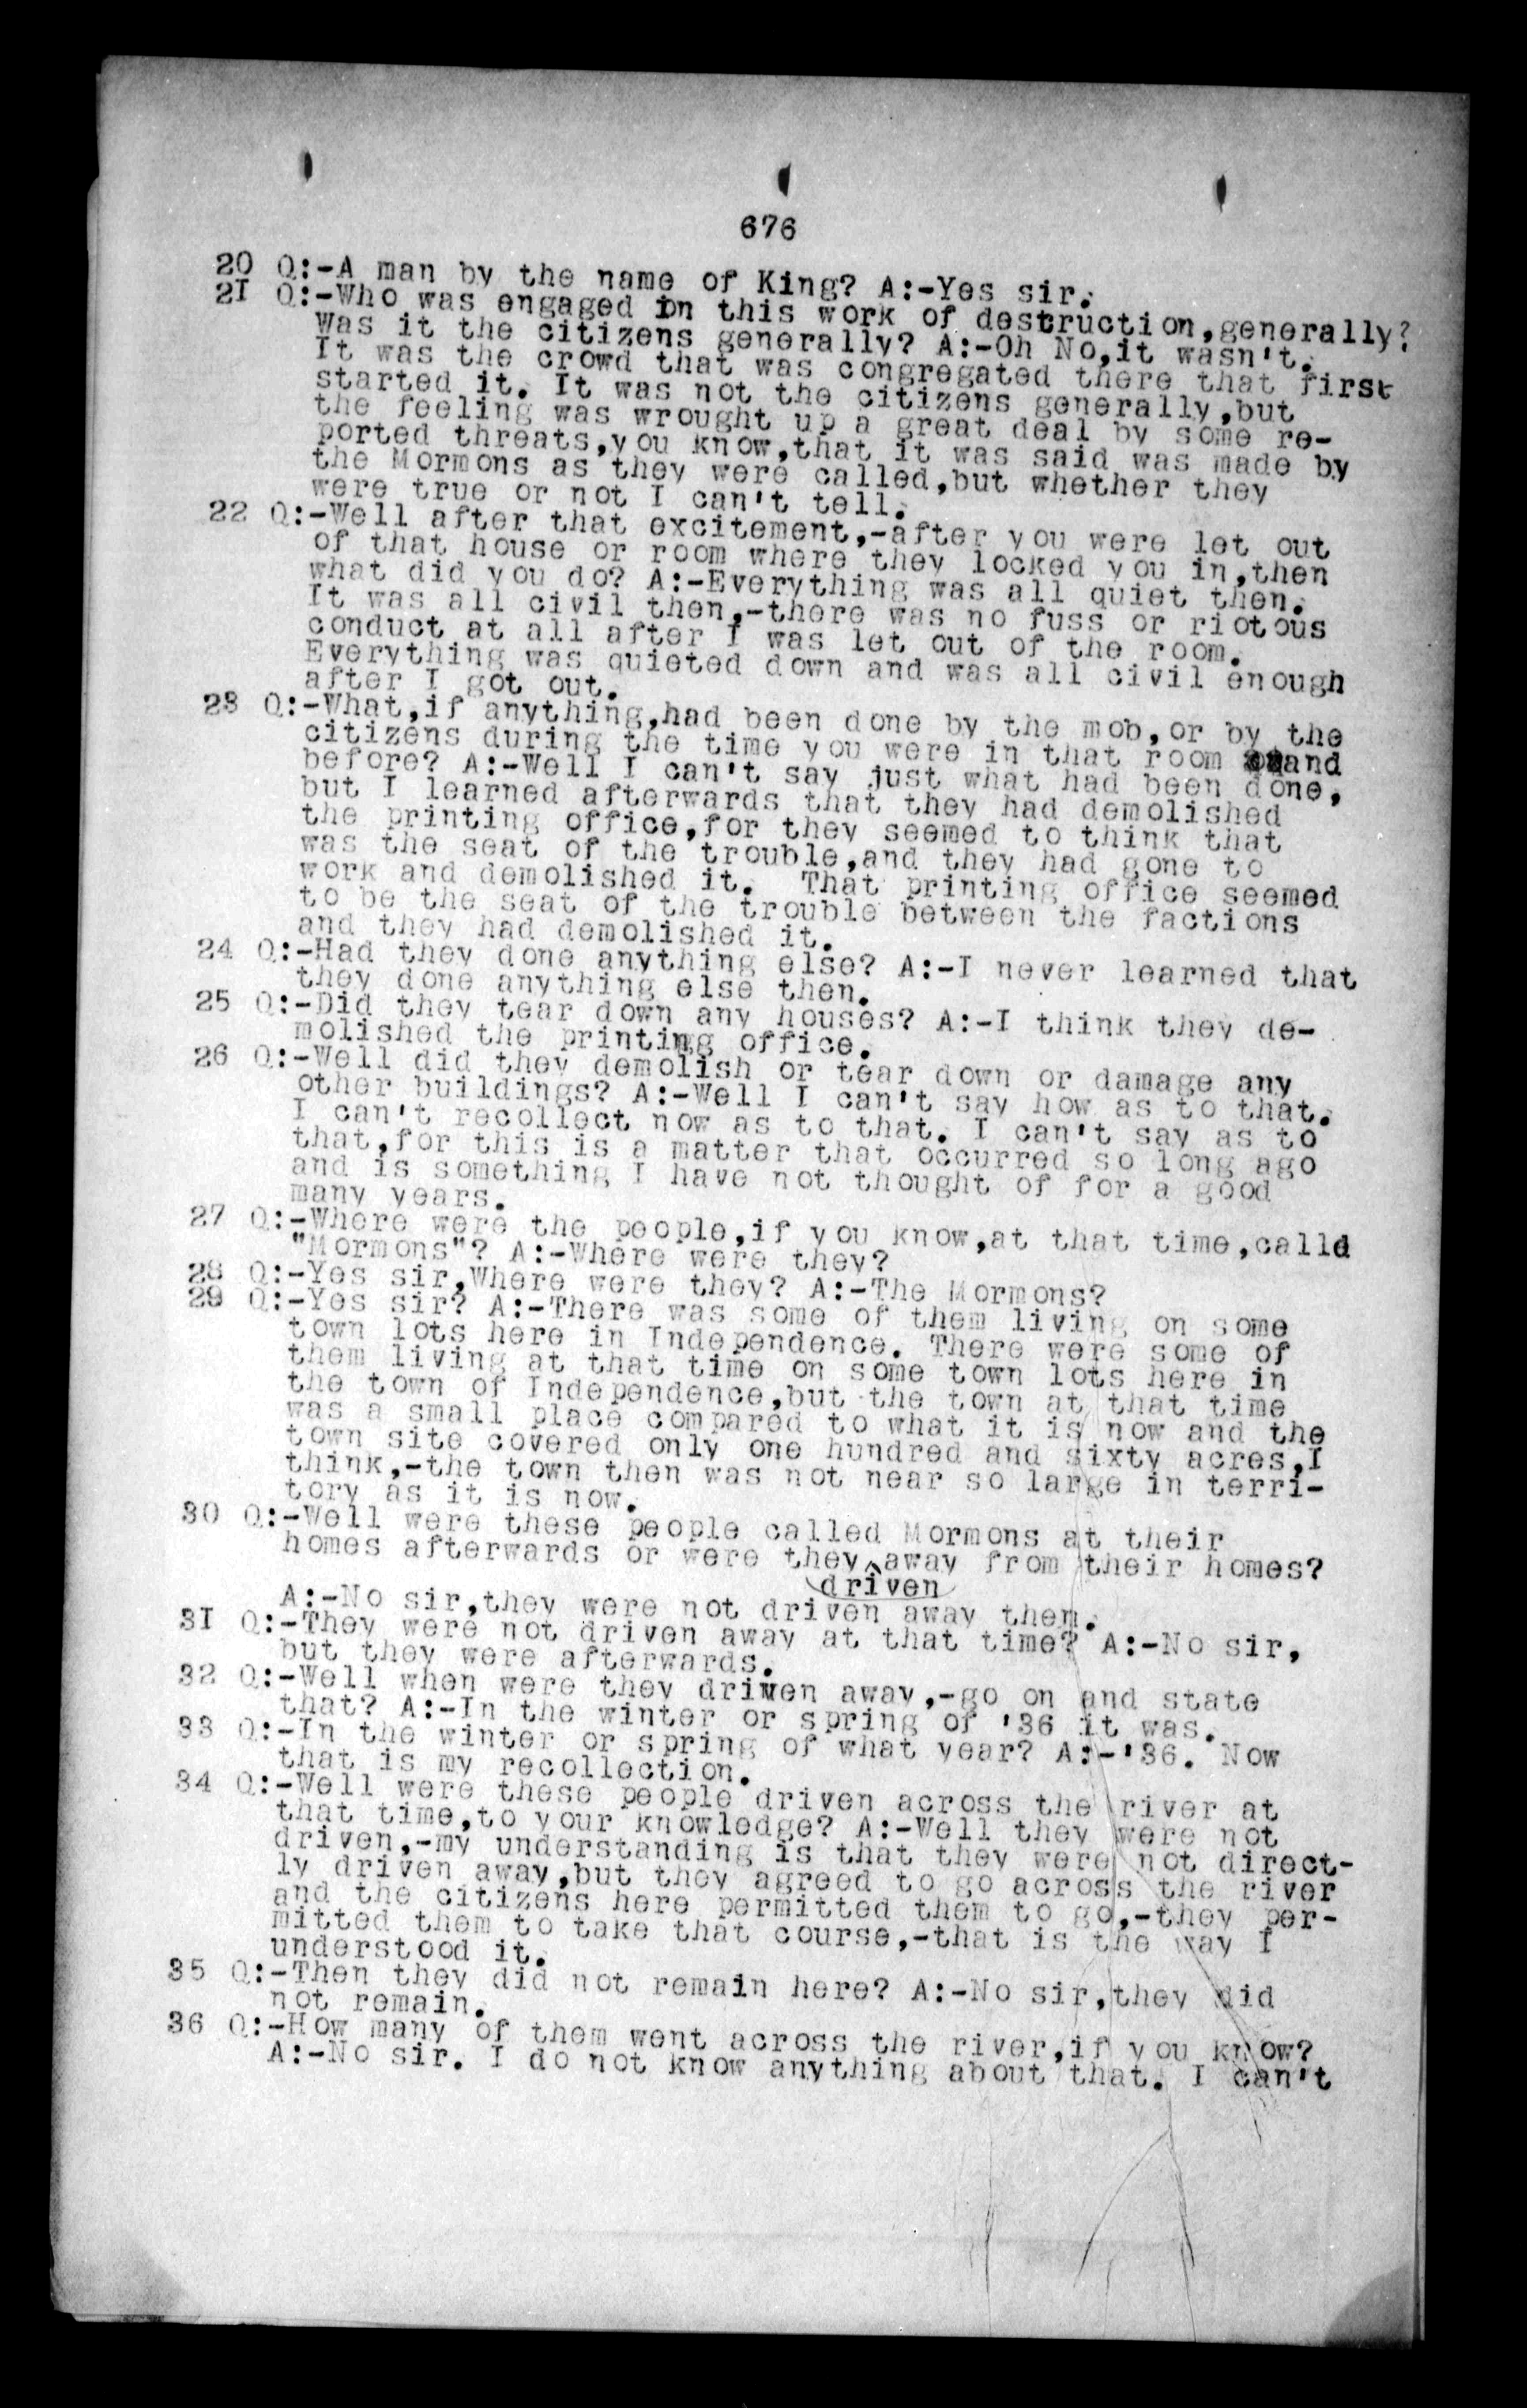 676
20 Q:-A man by the name of King? A:-Yes sir.
21 Q:-Who was engaged in this work of destruction,generally?
Was it the citizens generally? A:-Oh No,it wasn't.
It was the crowd that was congregated there that first
started it. It was not the citizens generally,but
the feeling was wrought up a great deal by some re-
ported threats,you know,that it was said was made by
the Mormons as they were called,but whether they
were true or not I can't tell.
22 Q:-Well after that excitement,-after you were let out
of that house or room where they locked you in,then
what did you do? A:-Everything was all quiet then.
It was all civil then,-there was no fuss or riotous
conduct at all after I was let out of the room.
Everything was quieted down and was all civil enough
after I got out.
23 Q:-What,if anything,had been done by the mob,or by the
citizens during the time you were in that room and
before? A:-Well I can't say just what had been done,
but I learned afterwards that they had demolished
the printing office,for they seemed to think that
was the seat of the trouble,and they had gone to
work and demolished it. That printing office seemed
to be the seat of the trouble between the factions
and they had demolished it.
24 Q:-Had they done anything else? A:-I never learned that
they done anything else then.
25 Q:-Did they tear down any houses? A:-I think they de-
molished the printing office.
26 Q:-Well did they demolish or tear down or damage any
other buildings? A:-Well I can't say how as to that.
I can't recollect now as to that. I can't say as to
that,for this is a matter that occurred so long ago
and is something I have not thought of for a good
many years.
27 Q:-Where were the people,if you know,at that time,calld
"Mormons"? A:-Where were they?
28 Q:-Yes sir,Where were they? A:-The Mormons?
29 Q:-Yes sir? A:-There was some of them living on some
town lots here in Independence. There were some of
them living at that time on some town lots here in
the town of Independence,but the town at that time
was a small place compared to what it is now and the
town site covered only one hundred and sixty acres,I
think,-the town then was not near so large in terri-
tory as it is now.
30 Q:-Well were these people called Mormons at their
homes afterwards or were they^away from their homes?
driven
A:-No sir,they were not driven away them.
31 Q:-They were not driven away at that time? A:-No sir,
but they were afterwards.
32 Q:-Well when were they driven away,-go on and state
that? A:-In the winter or spring of '36 it was.
33 Q:-In the winter or spring of what year? A:-'36. Now
that is my recollection.
34 Q:-Well were these people driven across the river at
that time,to your knowledge? A:-Well they were not
driven,-my understanding is that they were not direct-
ly driven away,but they agreed to go across the river
and the citizens here permitted them to go,-they per-
mitted them to take that course,-that is the way I
understood it.
35 Q:-Then they did not remain here? A:-No sir,they did
not remain.
36 Q:-How many of them went across the river,if you know?
A:-No sir. I do not know anything about that. I can't